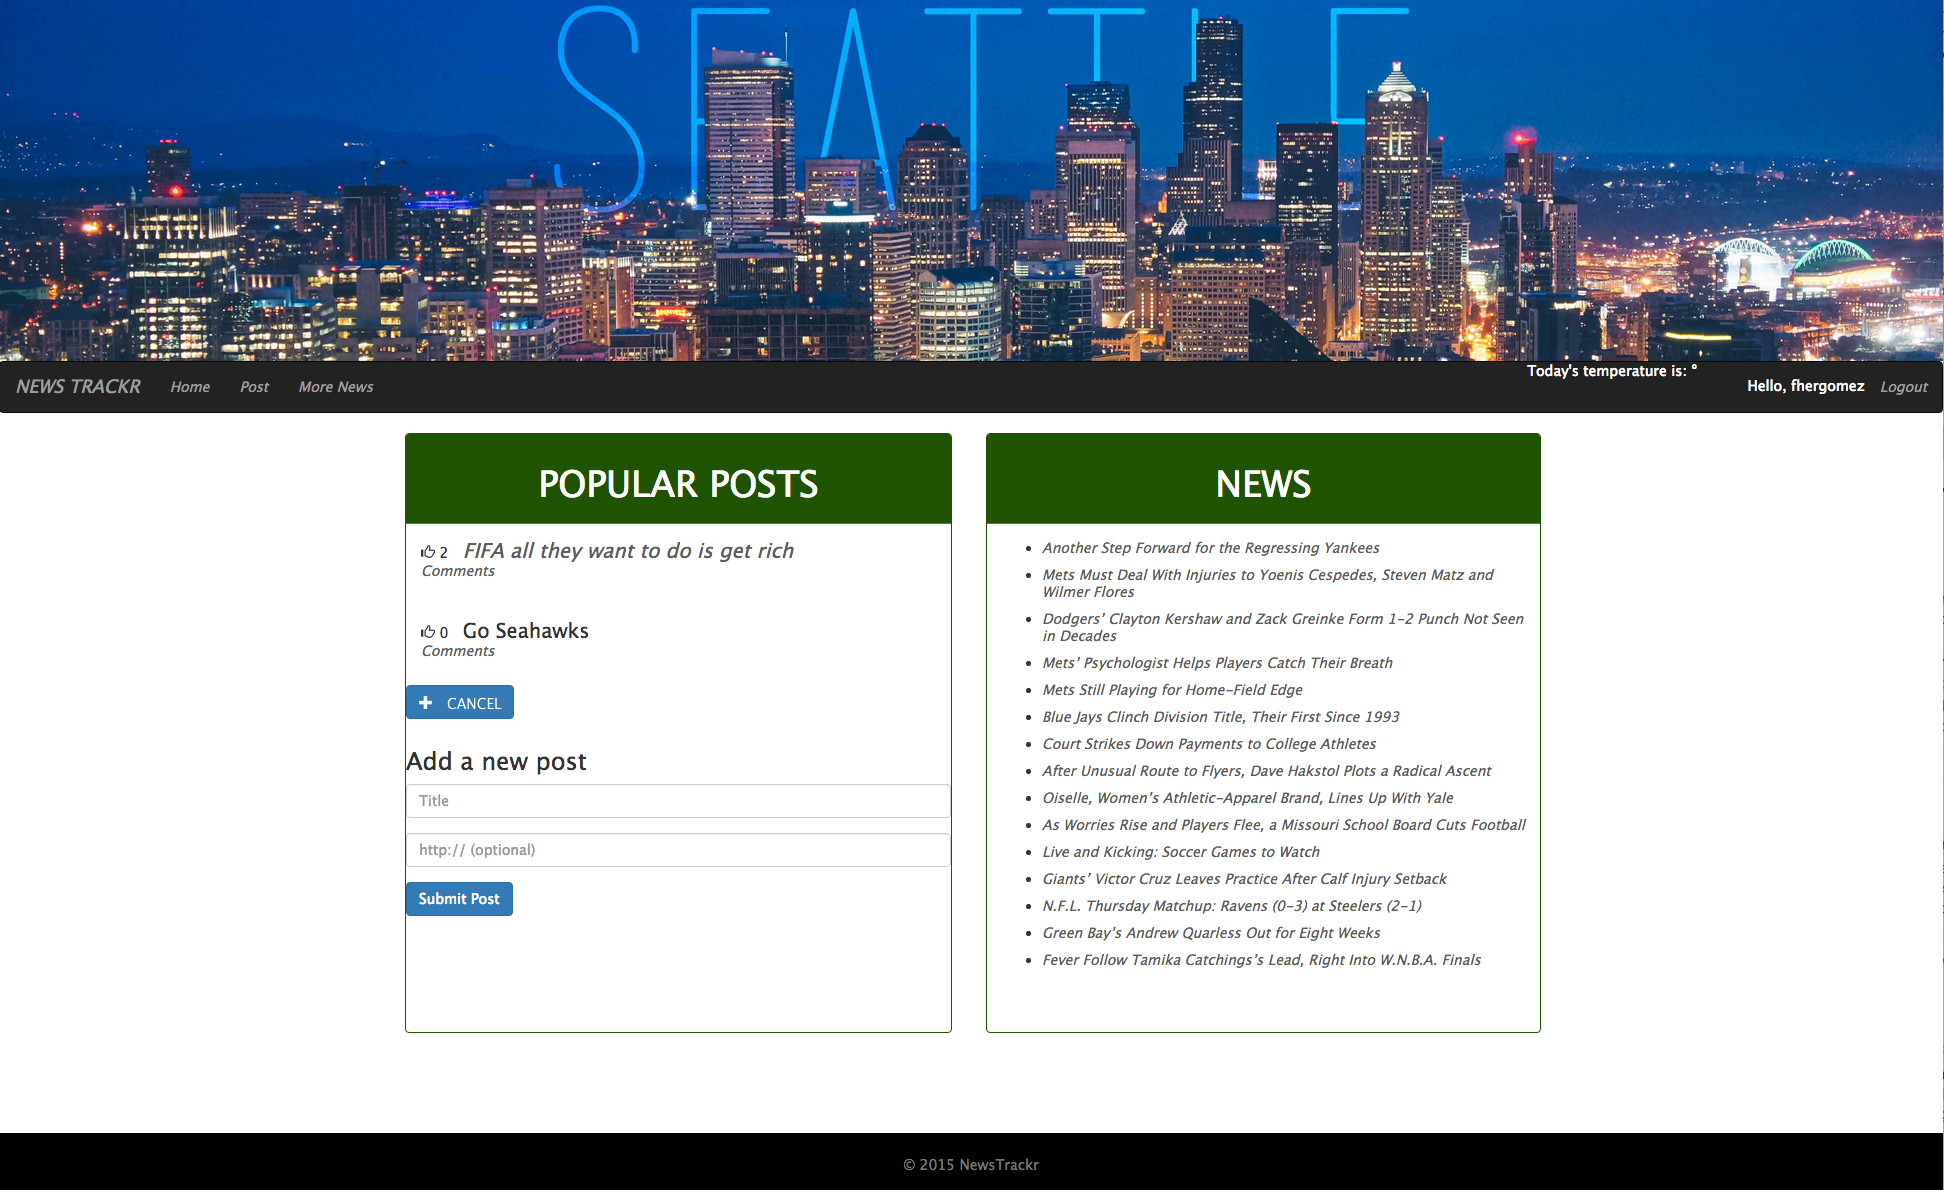 SEATTLE
NEWS TRACKR Home Post More News Today's temperature is: ° Hello, fhergomez Logout
POPULAR POSTS
2 FIFA all they want to do is get rich
Comments
0 Go Seahawks
Comments
CANCEL
Add a new post
Title
http:// (optional)
Submit Post
NEWS
Another Step Forward for the Regressing Yankees
Mets Must Deal With Injuries to Yoenis Cespedes, Steven Matz and
Wilmer Flores
Dodgers’ Clayton Kershaw and Zack Greinke Form 1-2 Punch Not Seen
in Decades
Mets’ Psychologist Helps Players Catch Their Breath
Mets Still Playing for Home-Field Edge
Blue Jays Clinch Division Title, Their First Since 1993
Court Strikes Down Payments to College Athletes
After Unusual Route to Flyers, Dave Hakstol Plots a Radical Ascent
Oiselle, Women’s Athletic-Apparel Brand, Lines Up With Yale
As Worries Rise and Players Flee, a Missouri School Board Cuts Football
Live and Kicking: Soccer Games to Watch
Giants’ Victor Cruz Leaves Practice After Calf Injury Setback
N.F.L. Thursday Matchup: Ravens (0-3) at Steelers (2-1)
Green Bay’s Andrew Quarless Out for Eight Weeks
Fever Follow Tamika Catchings’s Lead, Right Into W.N.B.A. Finals
© 2015 NewsTrackr